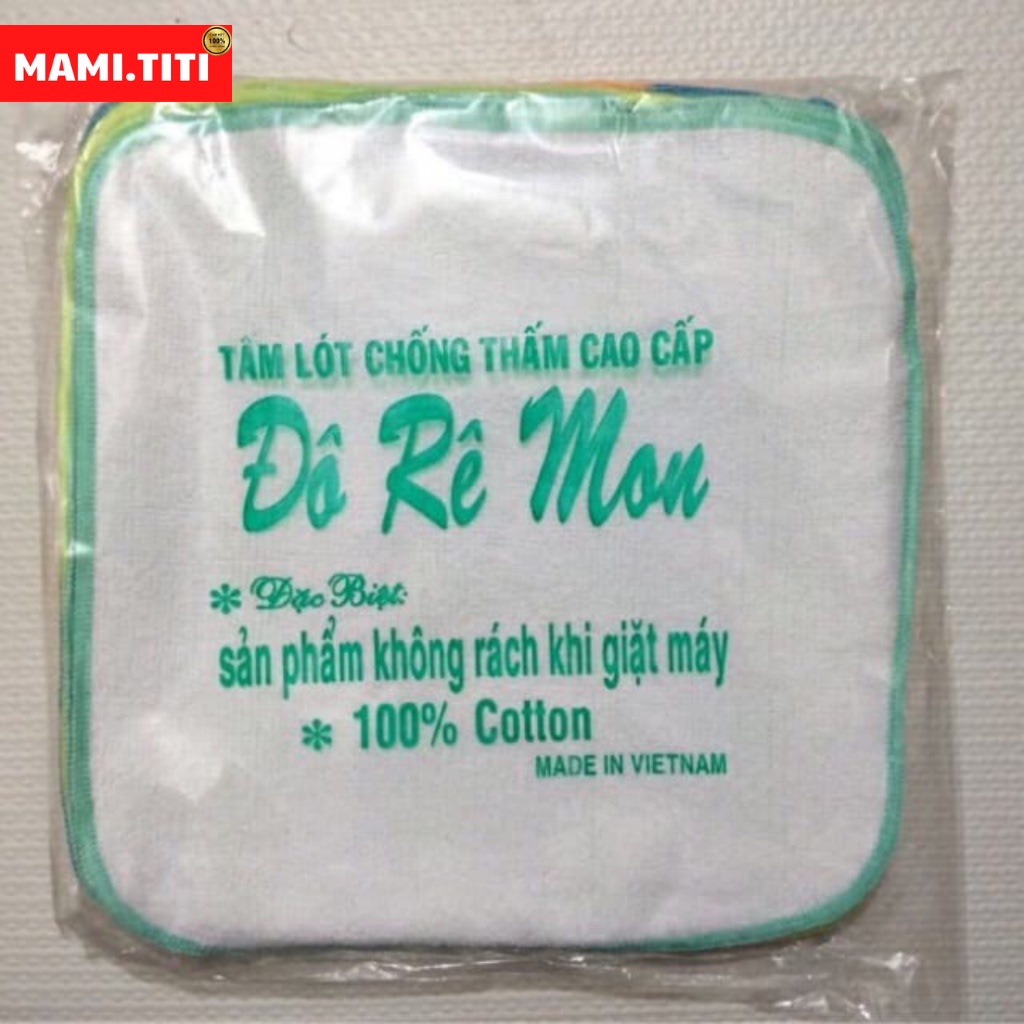 MAMI.TITI
100%
TẤM LÓT CHỐNG THẤM CAO CẤP
Đô Rê Mon
* Đặc Biệt:
sản phẩm không rách khi giặt máy
* 100% Cotton
MADE IN VIETNAM